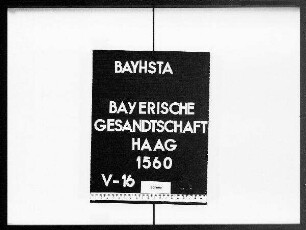 BAYHSTA
BAYERISCHE
GESANDTSCHAFT
HAAG
1560
V-16